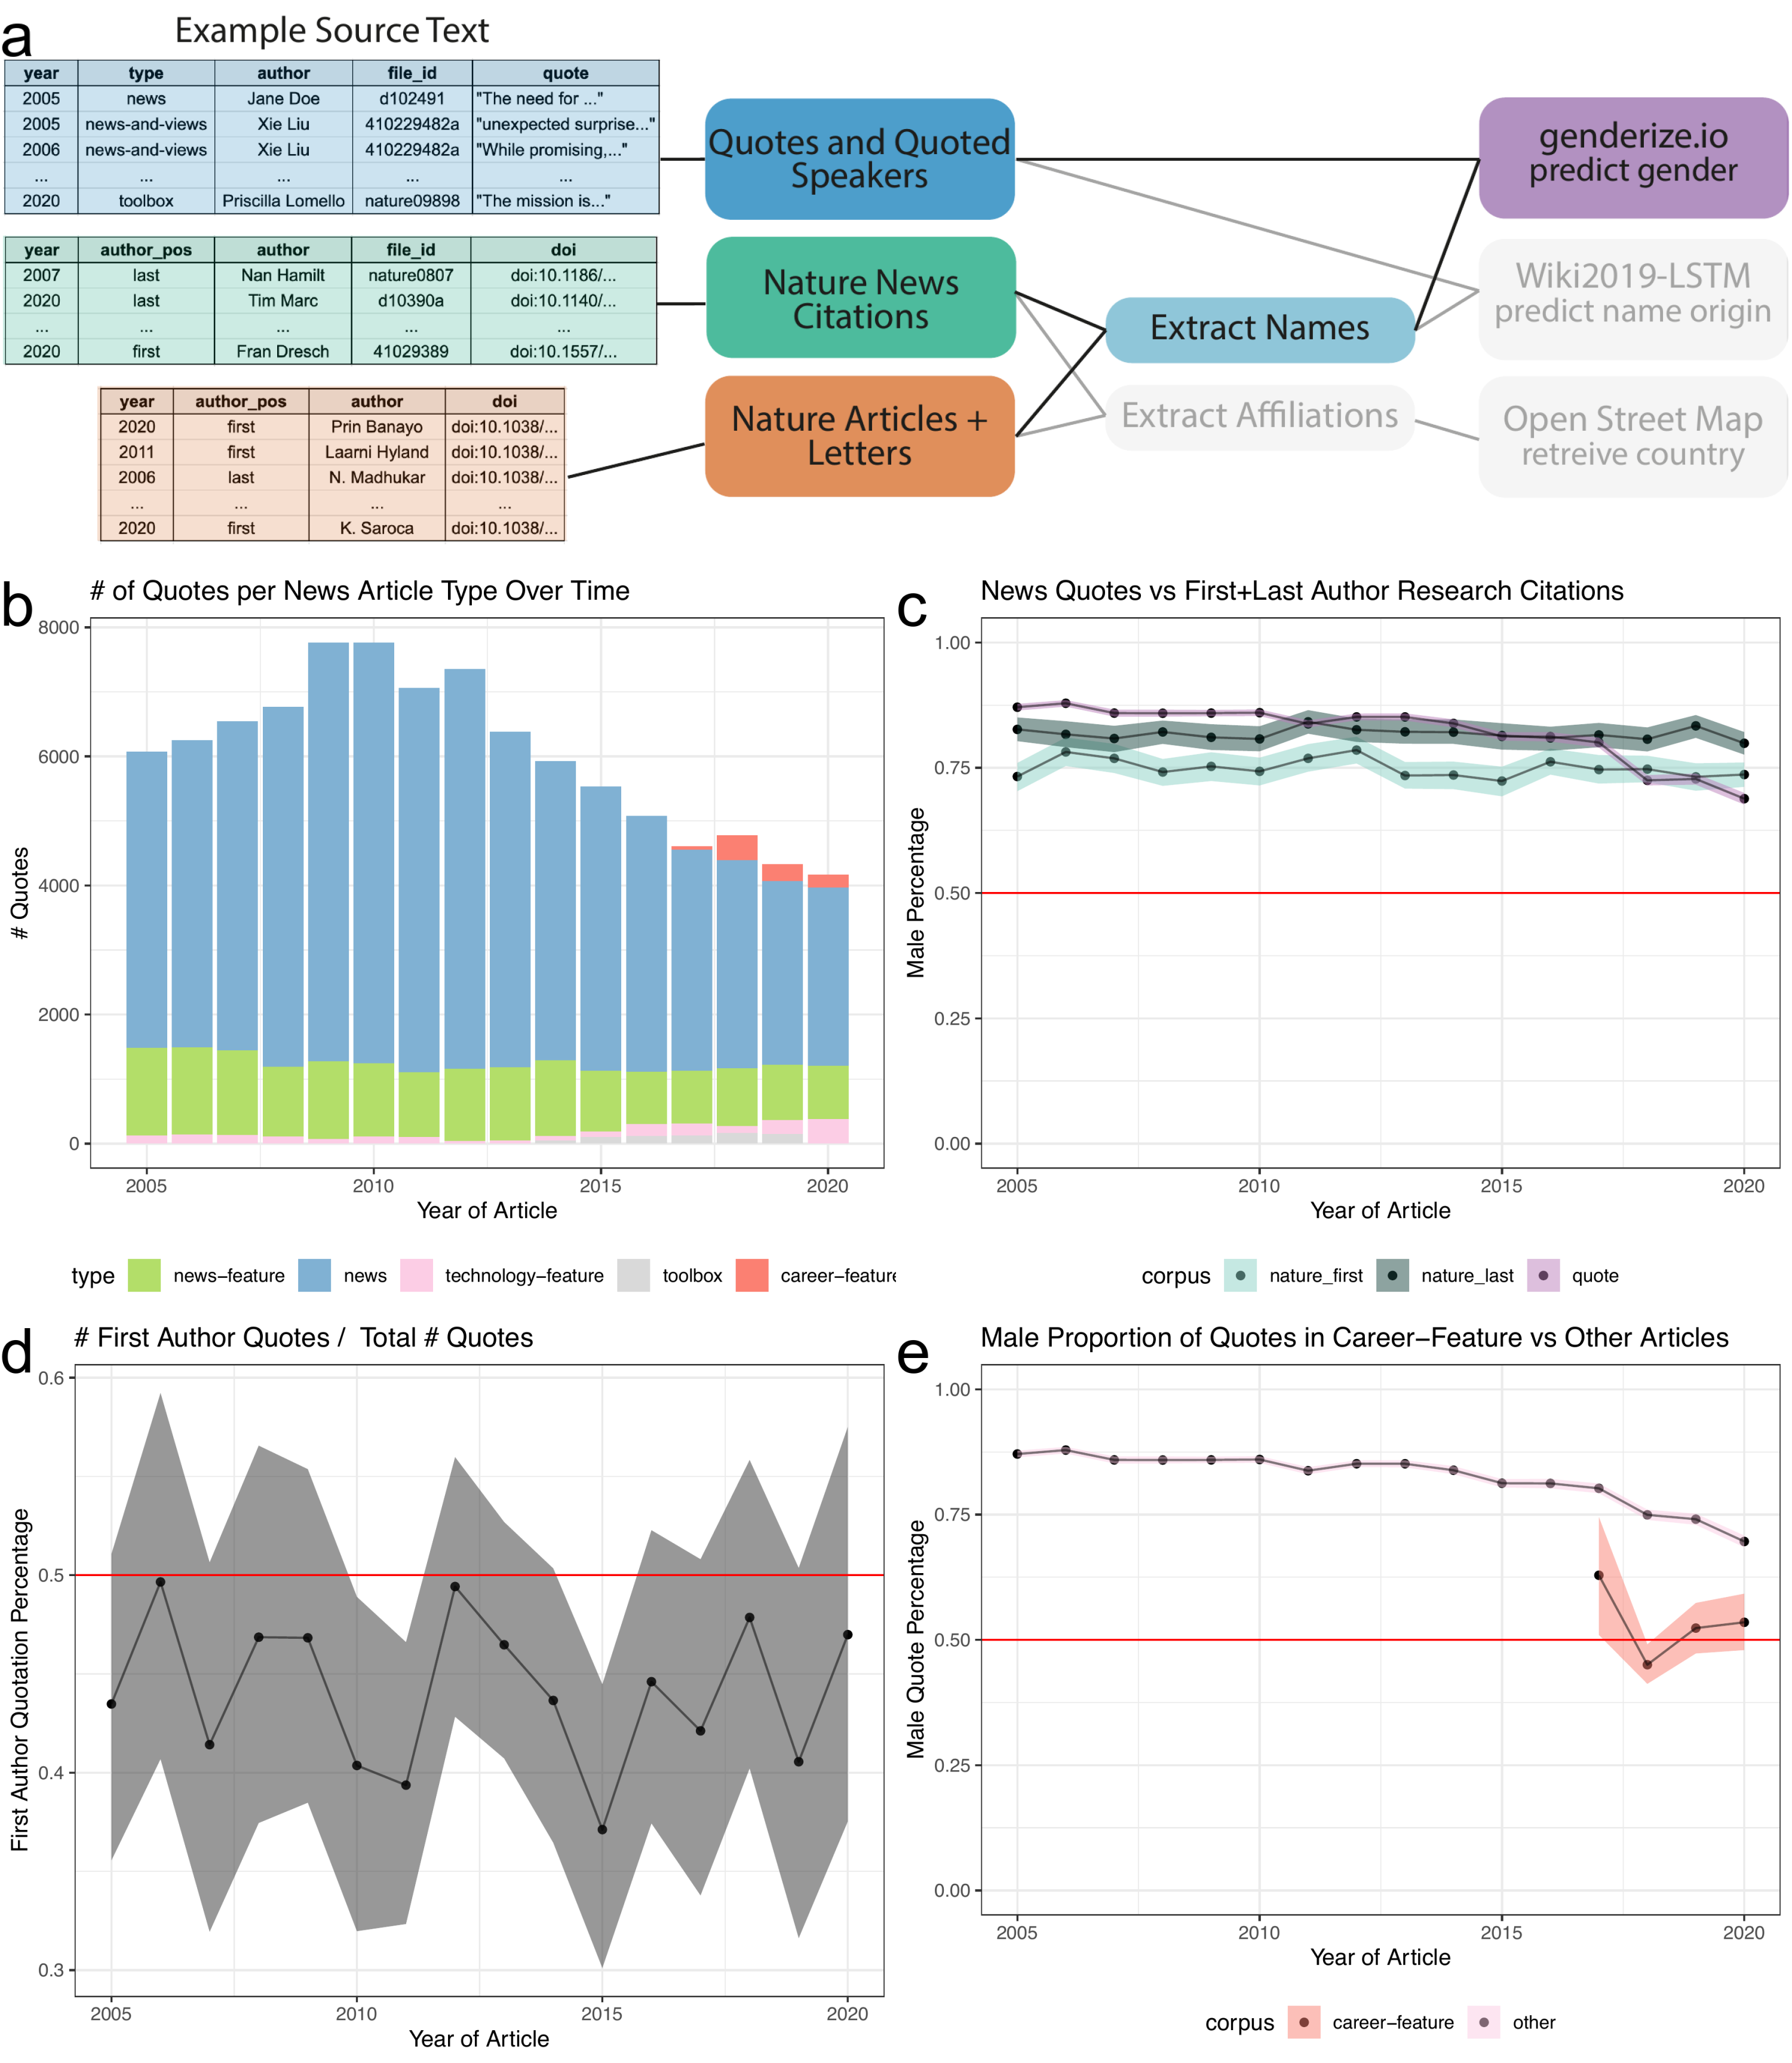 a
Example Source Text
year type author file_id quote
2005 news Jane Doe d102491 "The need for ..."
2005 news-and-views Xie Liu 410229482a "unexpected surprise..."
2006 news-and-views Xie Liu 410229482a "While promising,..."
... ... ... ... ...
2020 toolbox Priscilla Lomello nature09898 "The mission is..."
year author_pos author file_id doi
2007 last Nan Hamilt nature0807 doi:10.1186/...
2020 last Tim Marc d10390a doi:10.1140/...
... ... ... ... ...
2020 first Fran Dresch 41029389 doi:10.1557/...
year author_pos author doi
2020 first Prin Banayo doi:10.1038/...
2011 first Laarni Hyland doi:10.1038/...
2006 last N. Madhukar doi:10.1038/...
... ... ... ...
2020 first K. Saroca doi:10.1038/...
Quotes and Quoted
Speakers
Nature News
Citations
Nature Articles +
Letters
Extract Names
Extract Affiliations
genderize.io
predict gender
Wiki2019-LSTM
predict name origin
Open Street Map
retreive country
b
# of Quotes per News Article Type Over Time
# Quotes
8000
6000
4000
2000
0
2005 2010 2015 2020
Year of Article
type news-feature news technology-feature toolbox career-feature
c
News Quotes vs First+Last Author Research Citations
Male Percentage
1.00
0.75
0.50
0.25
0.00
2005 2010 2015 2020
Year of Article
corpus nature_first nature_last quote
d
# First Author Quotes / Total # Quotes
First Author Quotation Percentage
0.6
0.5
0.4
0.3
2005 2010 2015 2020
Year of Article
e
Male Proportion of Quotes in Career-Feature vs Other Articles
Male Quote Percentage
1.00
0.75
0.50
0.25
0.00
2005 2010 2015 2020
Year of Article
corpus career-feature other